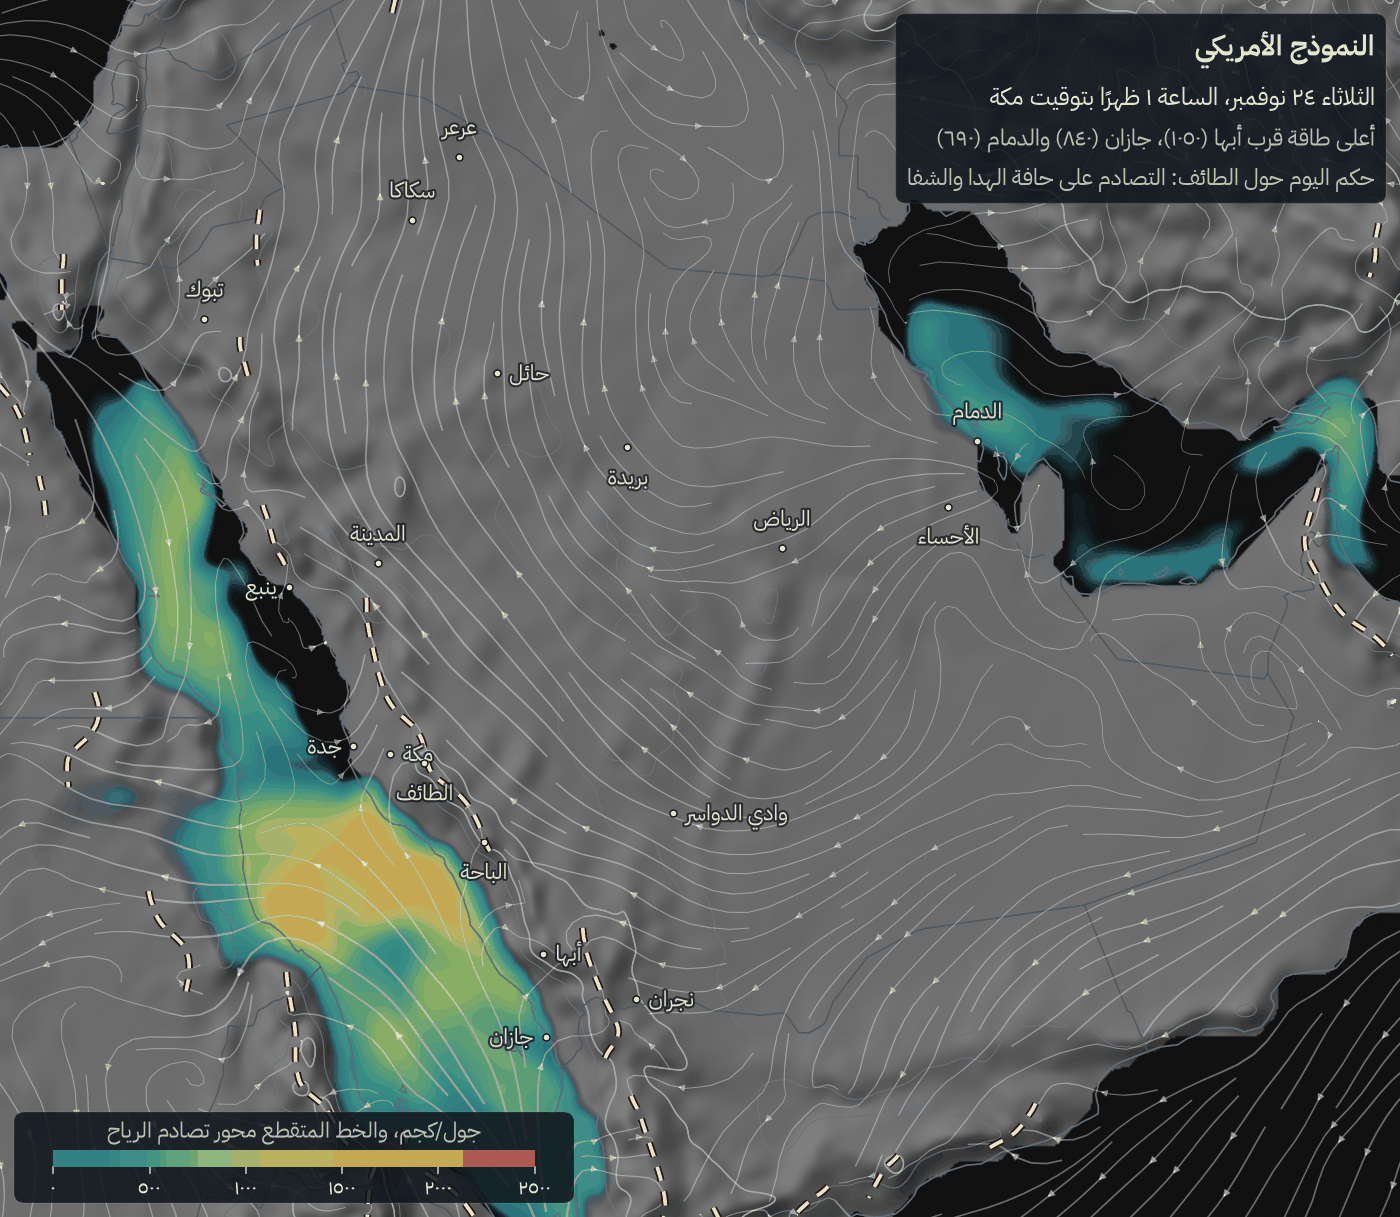 النموذج الأمريكي
الثلاثاء ٢٤ نوفمبر، الساعة ١ ظهرًا بتوقيت مكة
أعلى طاقة قرب أبها (١٠٥٠)، جازان (٨٤٠) والدمام (٦٩٠)
حكم اليوم حول الطائف: التصادم على حافة الهدا والشفا
عرعر
سكاكا
تبوك
حائل
الدمام
بريدة
الرياض
الأحساء
المدينة
ينبع
جدة
مكة
الطائف
وادي الدواسر
الباحة
أبها
نجران
جازان
جول/كجم، والخط المتقطع محور تصادم الرياح
٠ ٥٠٠ ١٠٠٠ ١٥٠٠ ٢٠٠٠ ٢٥٠٠